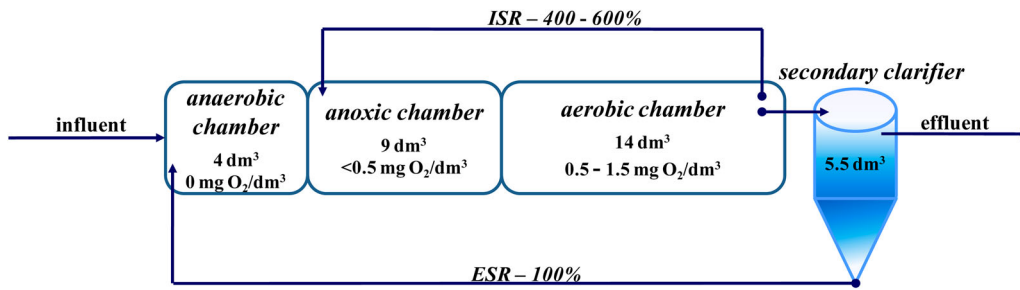 ISR – 400 - 600%
secondary clarifier
anaerobic
chamber
anoxic chamber
aerobic chamber
influent
effluent
4 dm³
0 mg O₂/dm³
9 dm³
<0.5 mg O₂/dm³
14 dm³
0.5 – 1.5 mg O₂/dm³
5.5 dm³
ESR – 100%